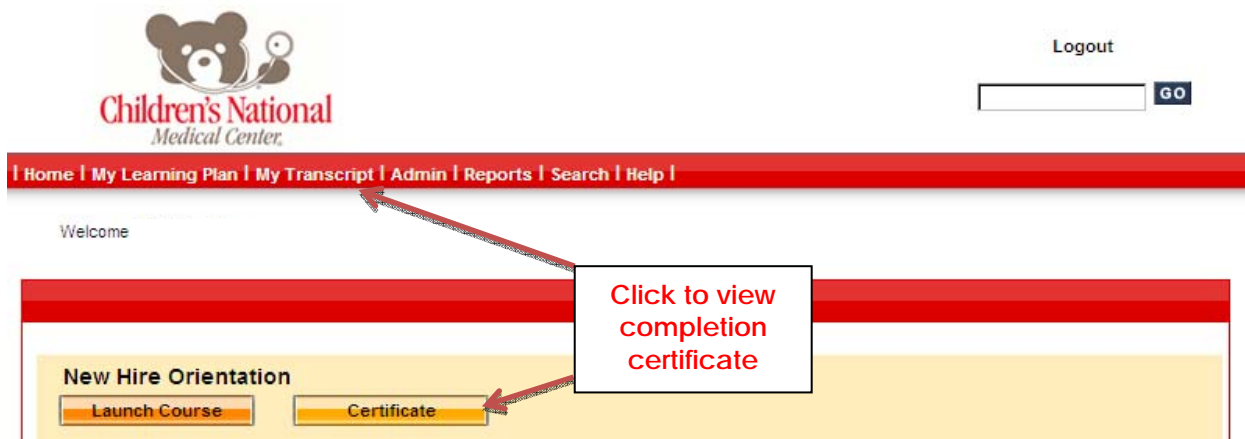 Children's National
Medical Center
Logout
GO
| Home | My Learning Plan | My Transcript | Admin | Reports | Search | Help |
Welcome
Click to view
completion
certificate
New Hire Orientation
Launch Course
Certificate